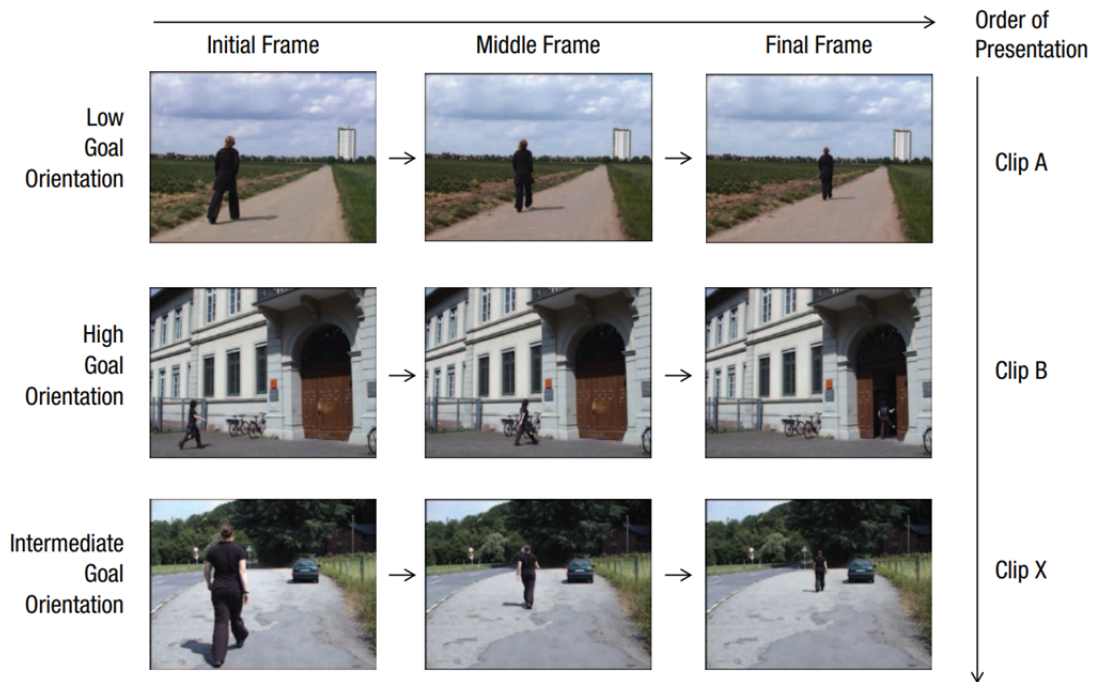 Order of
Presentation
Initial Frame
Middle Frame
Final Frame
Low
Goal
Orientation
Clip A
High
Goal
Orientation
Clip B
Intermediate
Goal
Orientation
Clip X